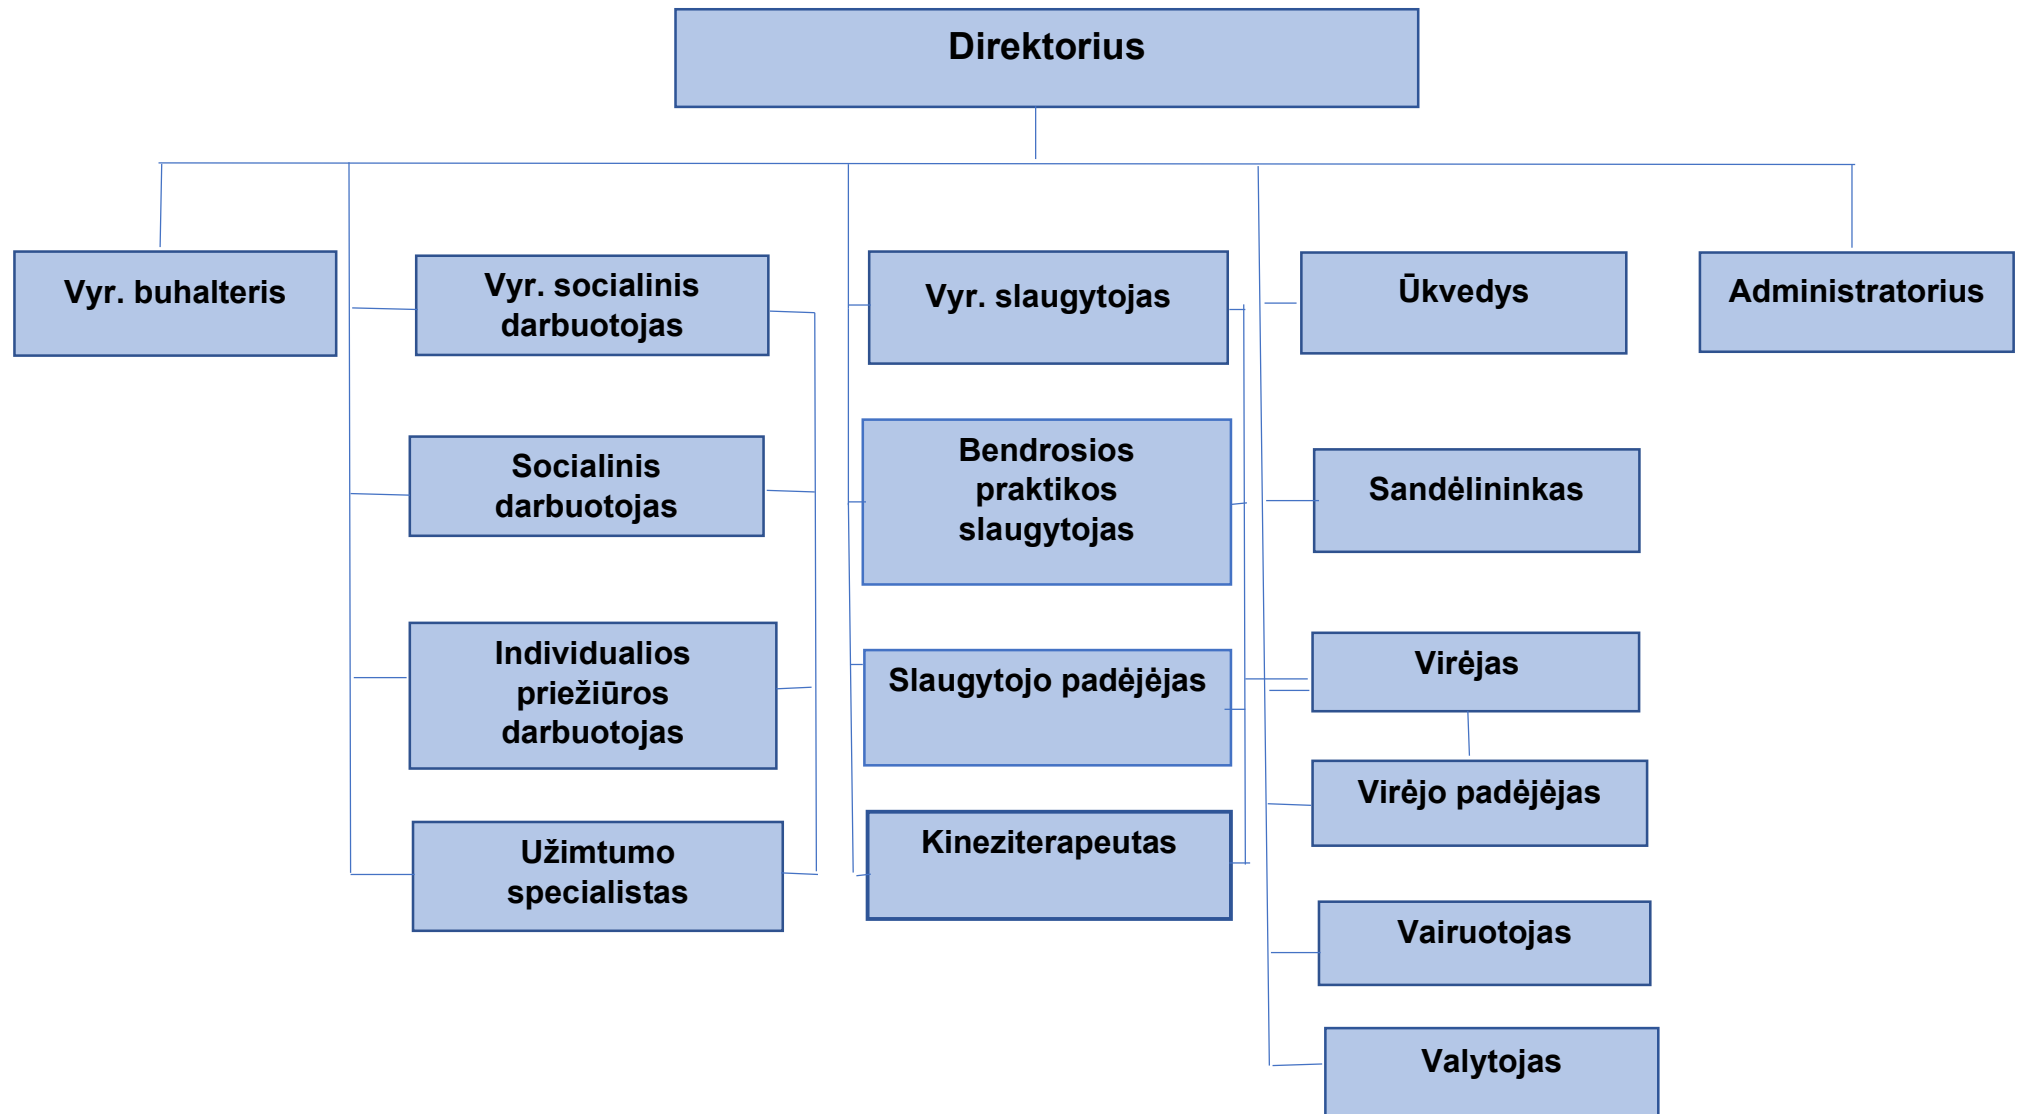 Direktorius
Vyr. buhalteris
Vyr. socialinis
darbuotojas
Vyr. slaugytojas
Ūkvedys
Administratorius
Socialinis
darbuotojas
Bendrosios
praktikos
slaugytojas
Sandėlininkas
Individualios
priežiūros
darbuotojas
Slaugytojo padėjėjas
Virėjas
Virėjo padėjėjas
Užimtumo
specialistas
Kineziterapeutas
Vairuotojas
Valytojas